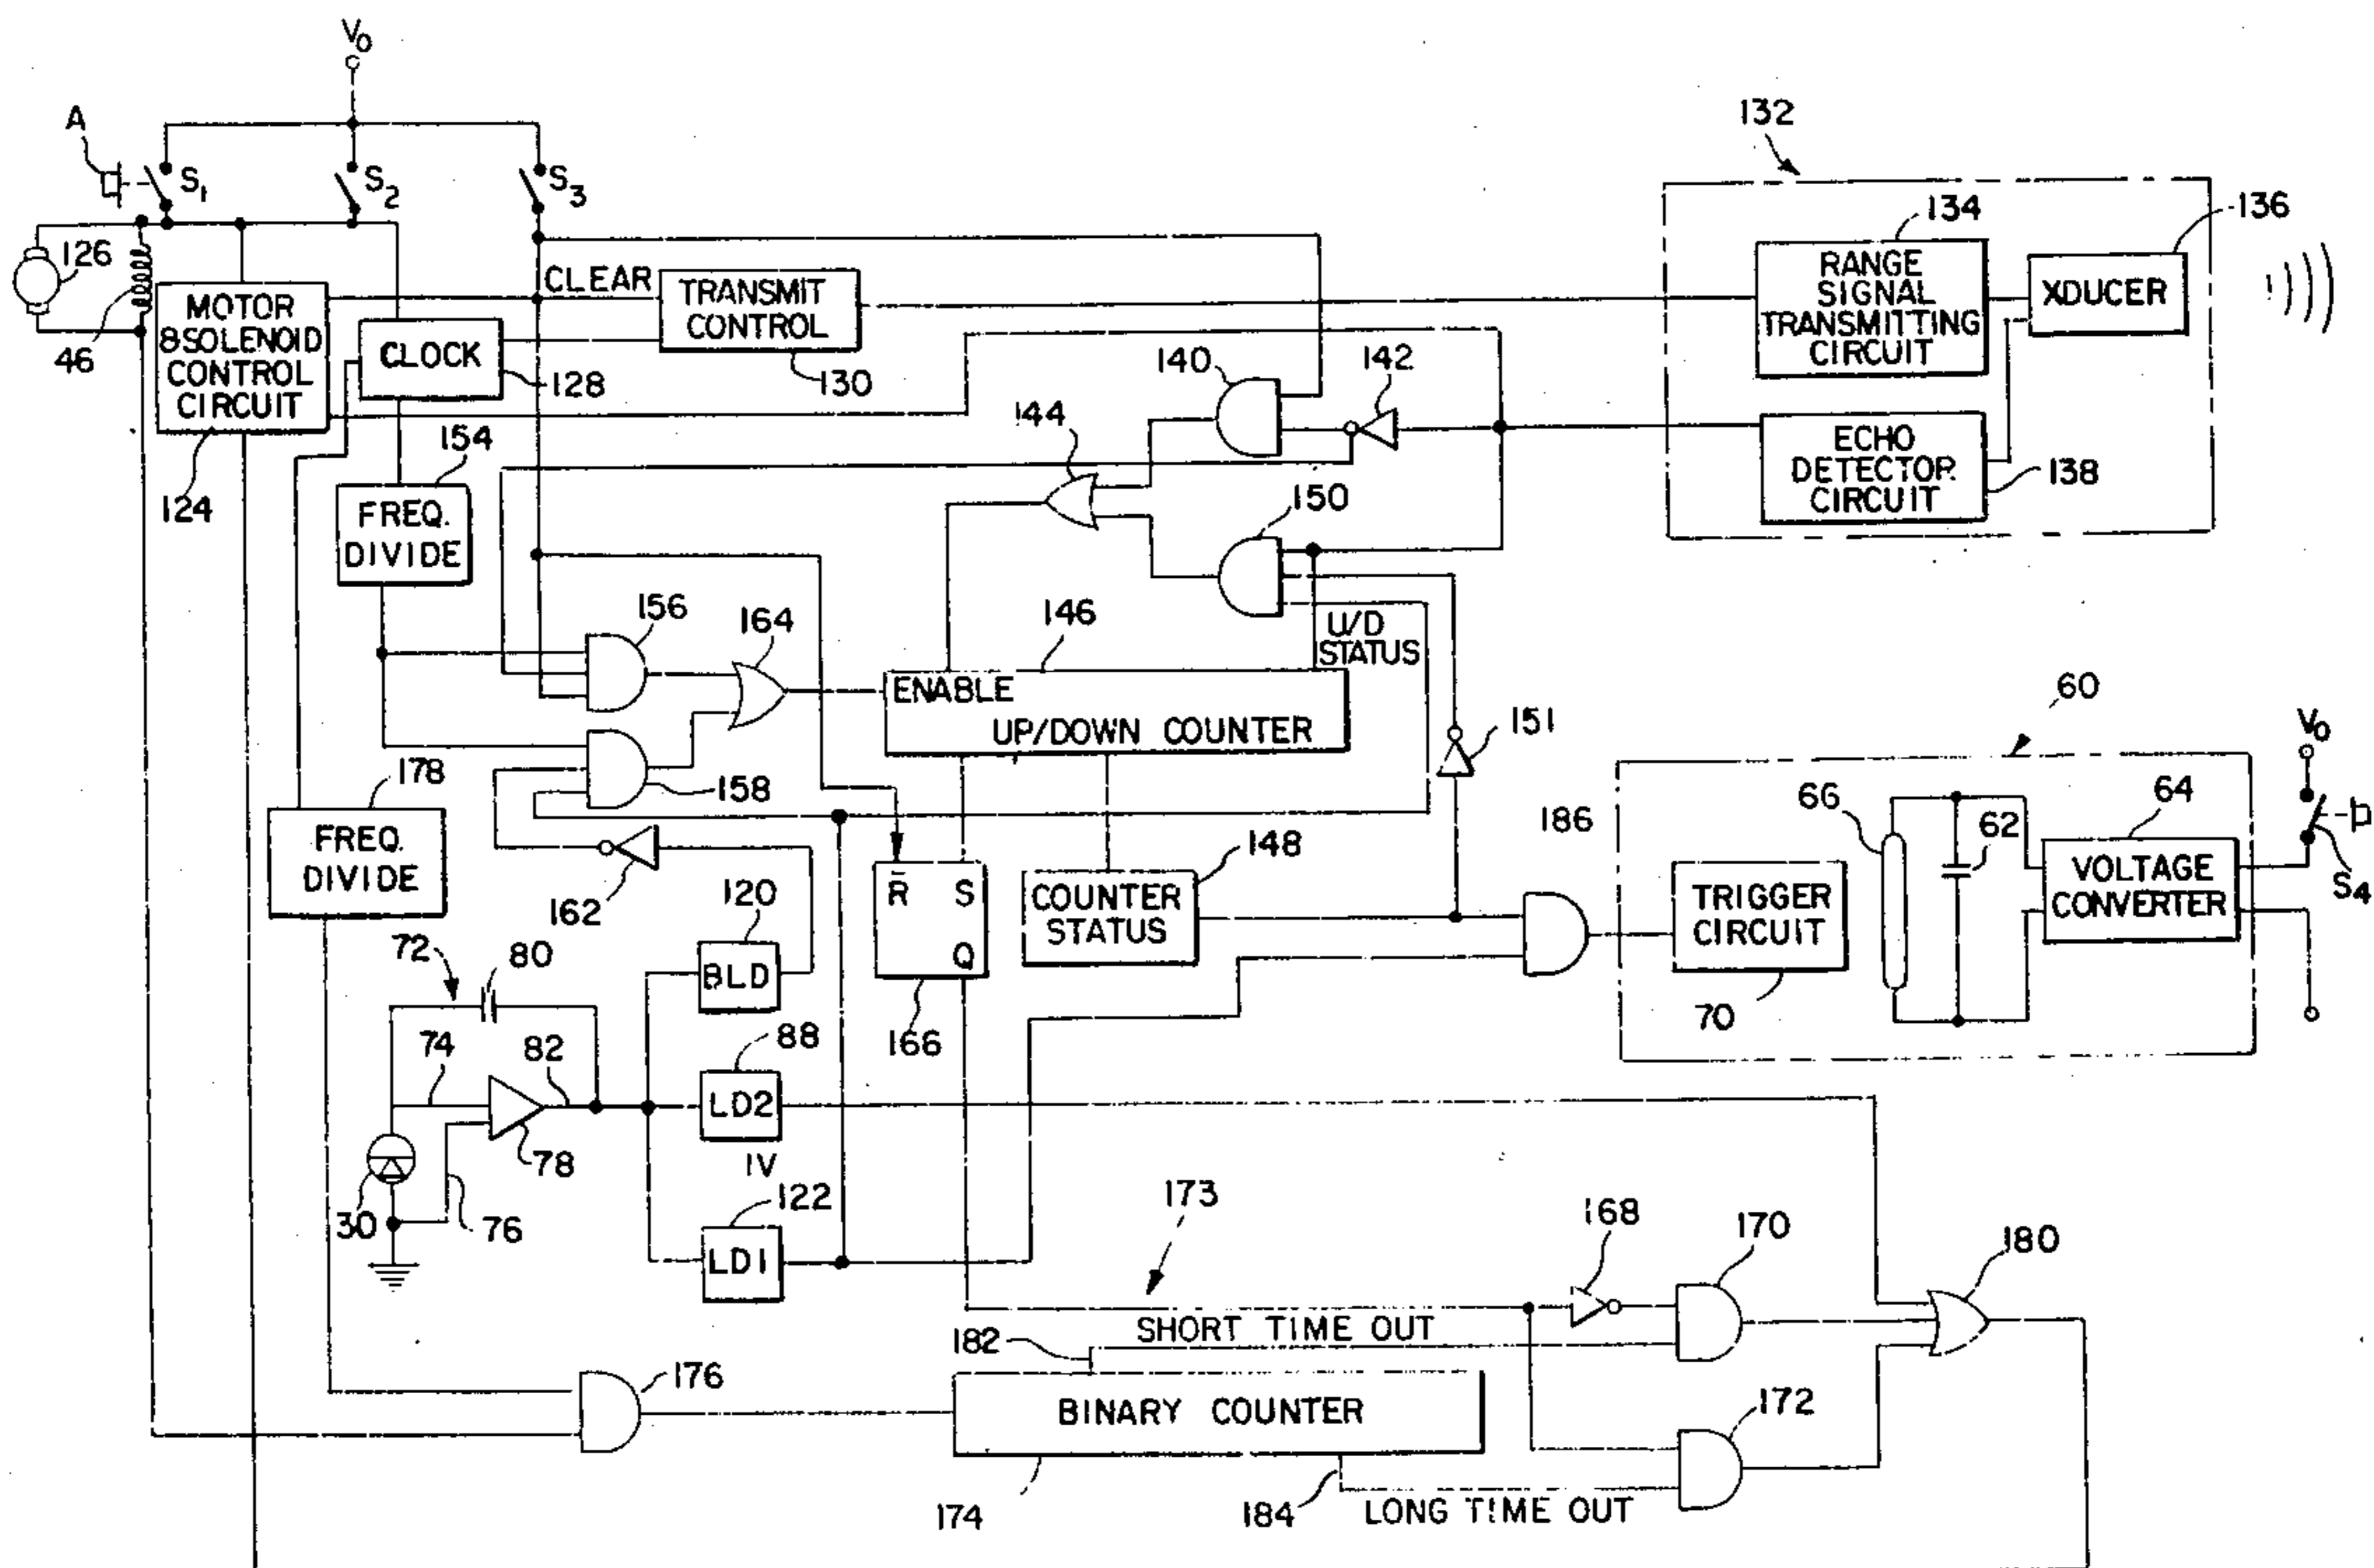 V0
A
S1
S2
S3
132
134
136
126
46
MOTOR
&SOLENOID
CONTROL
CIRCUIT
124
CLEAR
TRANSMIT
CONTROL
130
CLOCK
128
RANGE
SIGNAL
TRANSMITTING
CIRCUIT
XDUCER
140
142
144
ECHO
DETECTOR
CIRCUIT
138
154
FREQ.
DIVIDE
150
156
164
146
U/D
STATUS
ENABLE
UP/DOWN COUNTER
151
60
V0
158
178
FREQ.
DIVIDE
162
R̄ S
Q
166
148
COUNTER
STATUS
186
TRIGGER
CIRCUIT
70
66
62
64
VOLTAGE
CONVERTER
S4
72
80
120
BLD
74
82
88
LD2
78
1V
30
76
122
LD1
173
168
170
180
SHORT TIME OUT
182
176
BINARY COUNTER
172
174
184
LONG TIME OUT